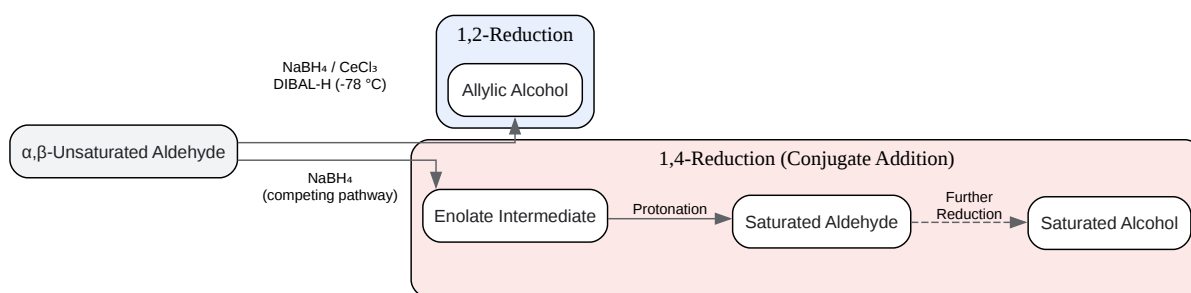 1,2-Reduction
NaBH₄ / CeCl₃
DIBAL-H (-78 °C)
Allylic Alcohol
α,β-Unsaturated Aldehyde
1,4-Reduction (Conjugate Addition)
NaBH₄
(competing pathway)
Enolate Intermediate
Protonation
Saturated Aldehyde
Further
Reduction
Saturated Alcohol